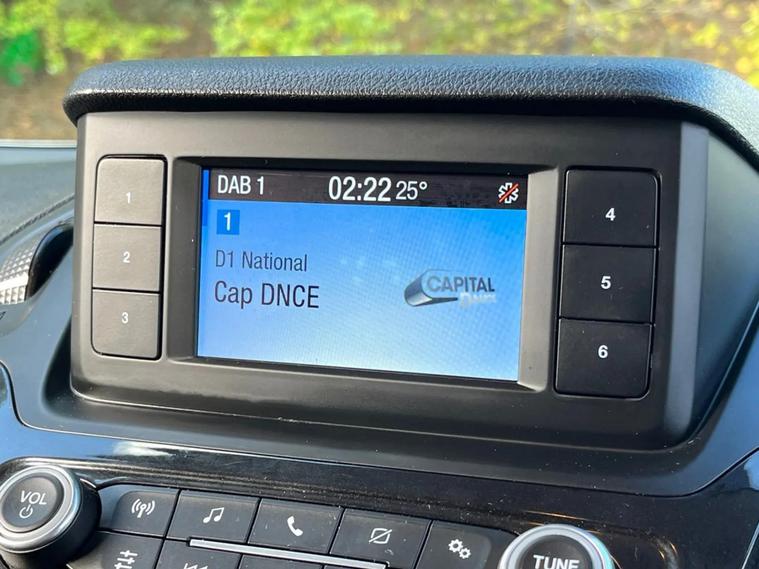 DAB 1 02:22 25°
1
D1 National
Cap DNCE
CAPITAL
DNCE
1
2
3
4
5
6
VOL
TUNE